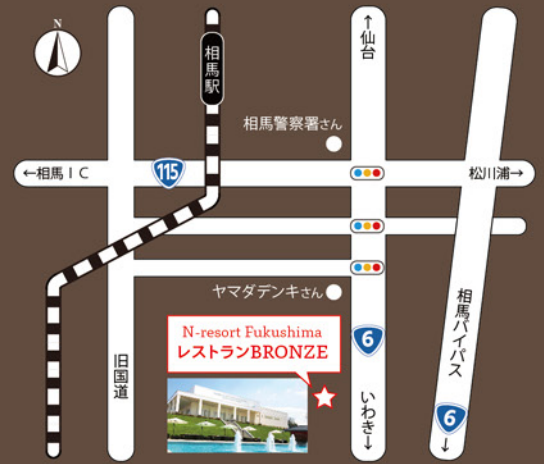 N
相馬駅
↑仙台
相馬警察署さん
←相馬IC
115
松川浦→
ヤマダデンキさん
N-resort Fukushima
レストランBRONZE
旧国道
6
いわき↓
相馬バイパス
6
↓